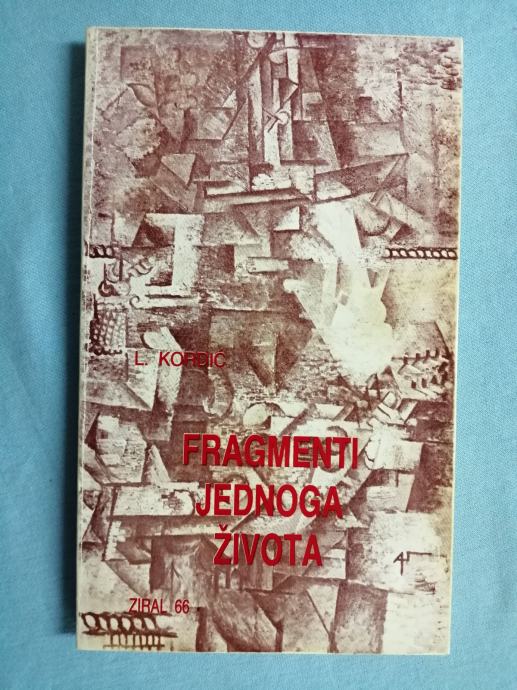 L. KORDIĆ
FRAGMENTI
JEDNOGA
ŽIVOTA
ZIRAL 66